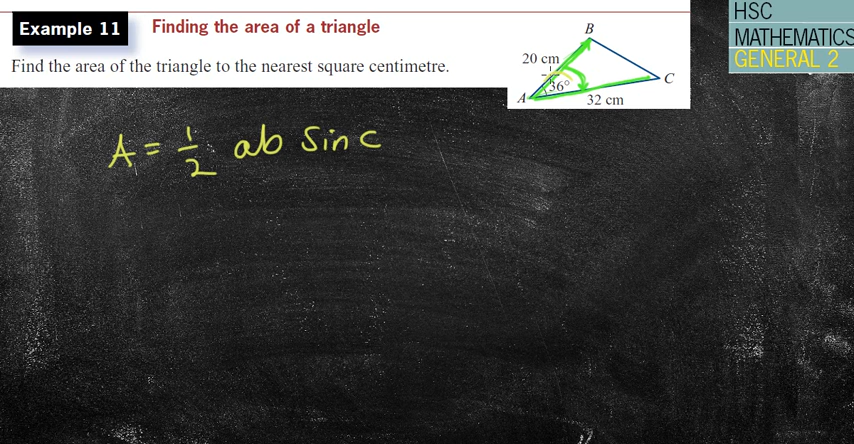 Example 11 Finding the area of a triangle
Find the area of the triangle to the nearest square centimetre.
B
20 cm
36°
A
32 cm
C
HSC
MATHEMATICS
GENERAL 2
A = 1/2 ab Sin C